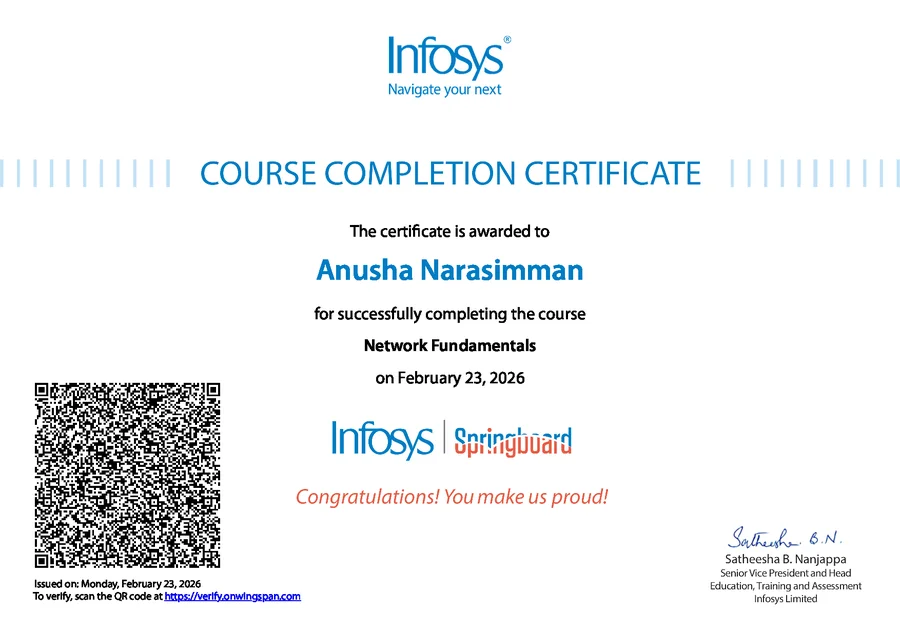 Infosys®
Navigate your next
COURSE COMPLETION CERTIFICATE
The certificate is awarded to
Anusha Narasimman
for successfully completing the course
Network Fundamentals
on February 23, 2026
Infosys | Springboard
Congratulations! You make us proud!
Satheesha B.N.
Satheesha B. Nanjappa
Senior Vice President and Head
Education, Training and Assessment
Infosys Limited
Issued on: Monday, February 23, 2026
To verify, scan the QR code at https://verify.onwingspan.com